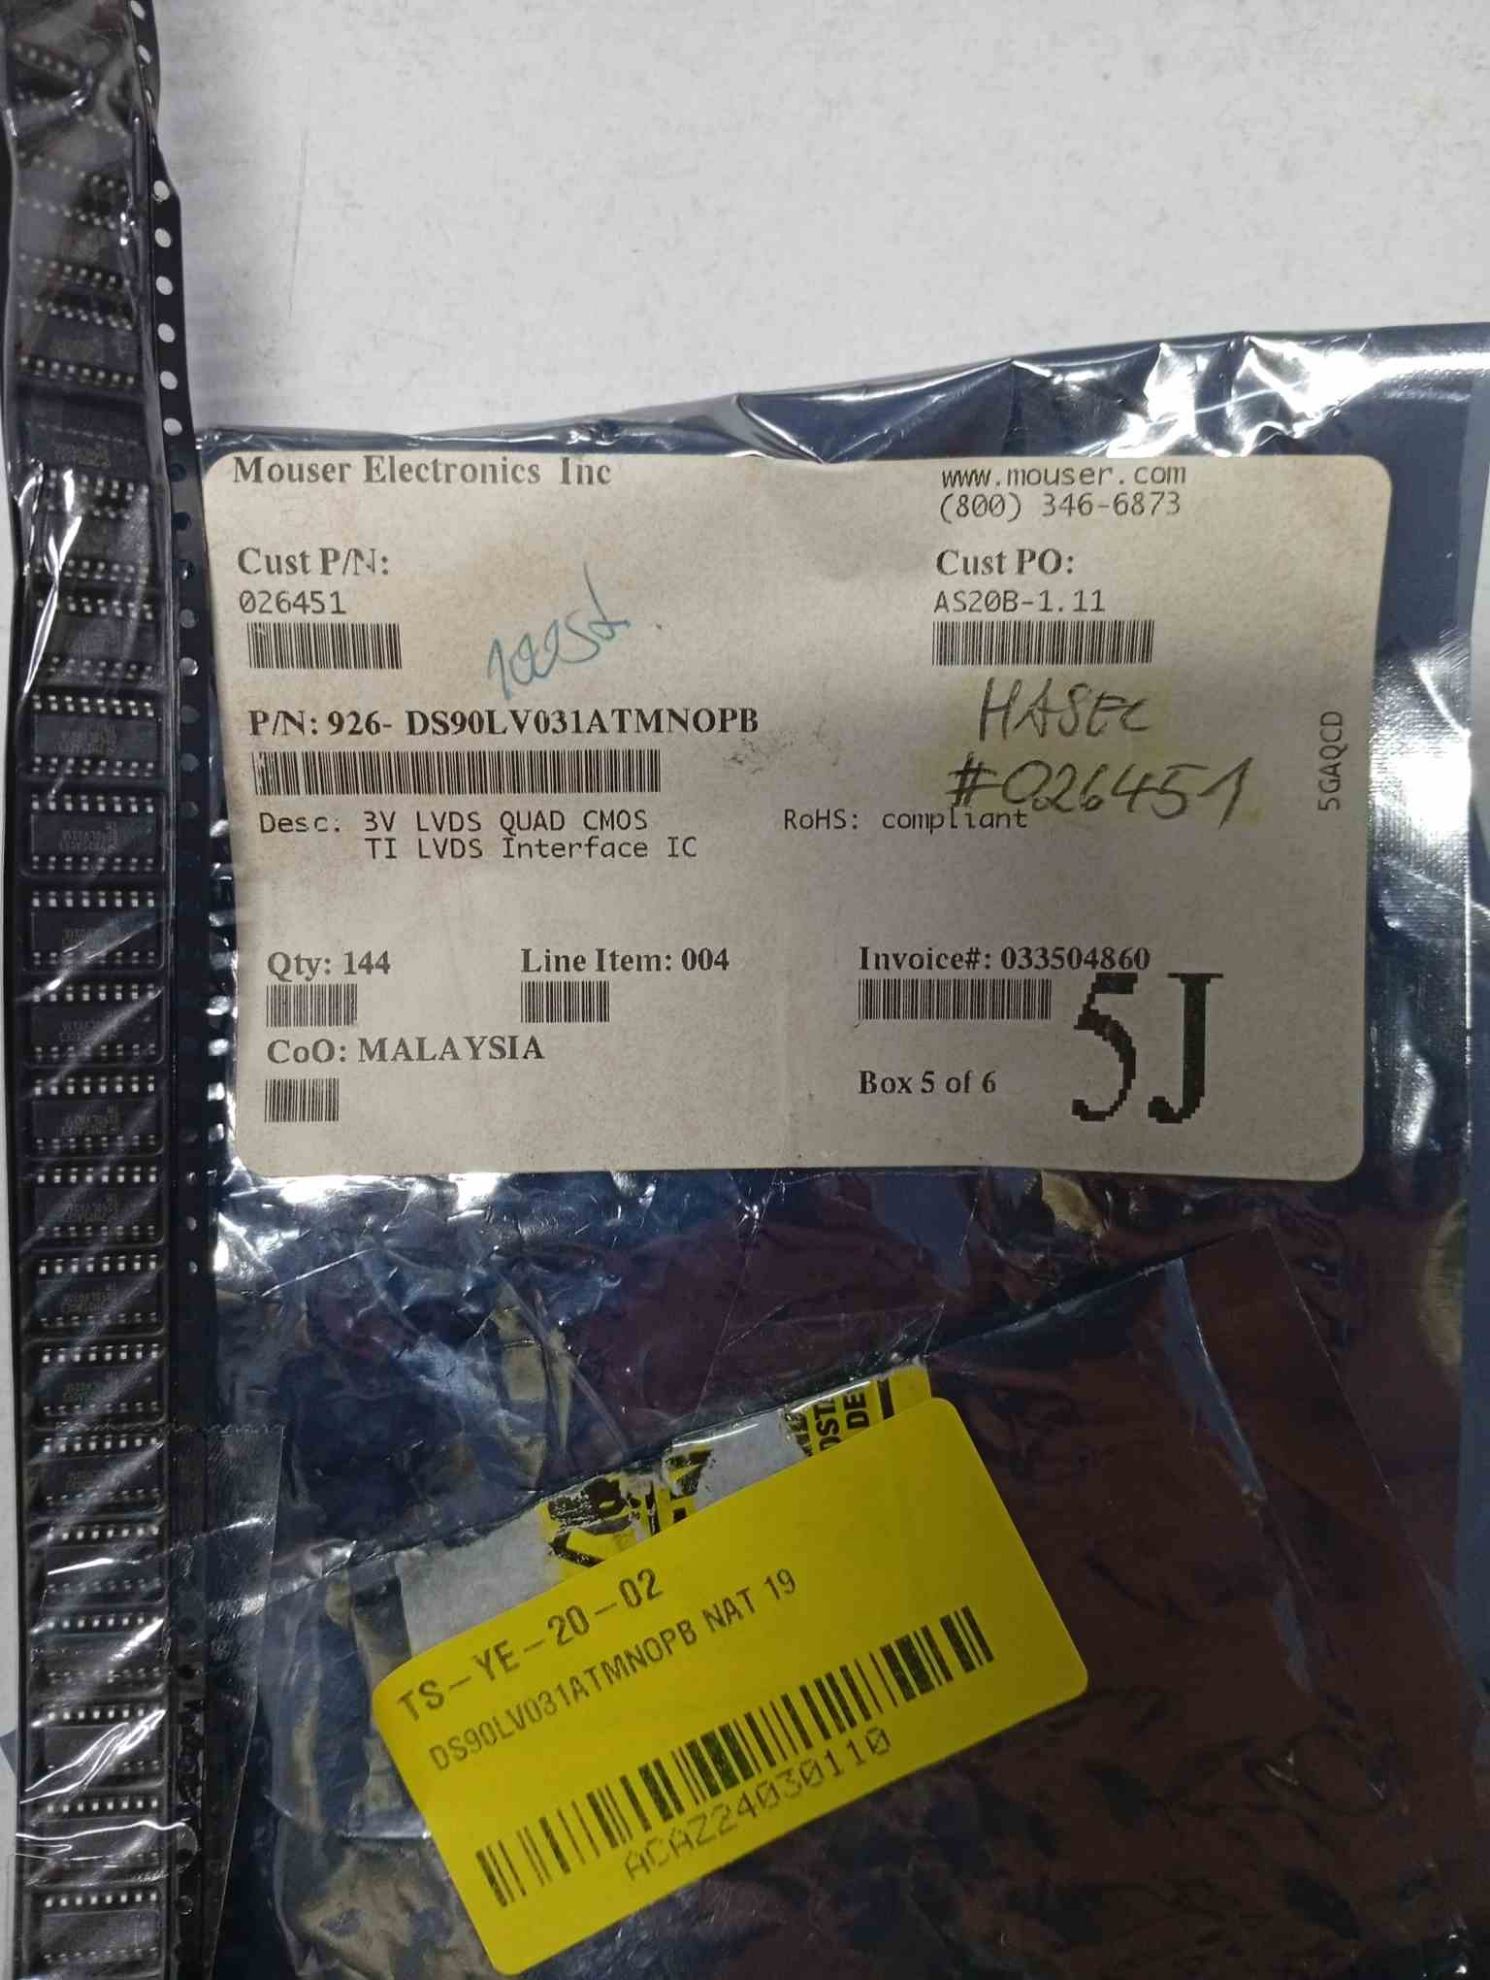 Mouser Electronics Inc
www.mouser.com
(800) 346-6873
Cust P/N:
026451
Cust PO:
AS20B-1.11
P/N: 926- DS90LV031ATMNOPB
HASEC
#026451
5GAQCD
Desc: 3V LVDS QUAD CMOS
TI LVDS Interface IC
RoHS: compliant
Qty: 144
Line Item: 004
Invoice#: 033504860
5J
CoO: MALAYSIA
Box 5 of 6
TS-YE-20-02
DS90LV031ATMNOPB NAT 19
ACAZ24030110